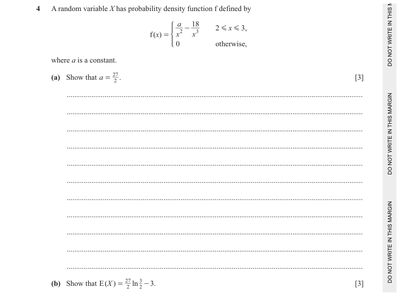 4 A random variable X has probability density function f defined by
f(x) = { a/x² − 18/x³ 2 ⩽ x ⩽ 3,
0 otherwise,
where a is a constant.
(a) Show that a = 27/2. [3]
(b) Show that E(X) = 27/2 ln 3/2 − 3. [3]
DO NOT WRITE IN THIS M
DO NOT WRITE IN THIS MARGIN
DO NOT WRITE IN THIS MARGIN